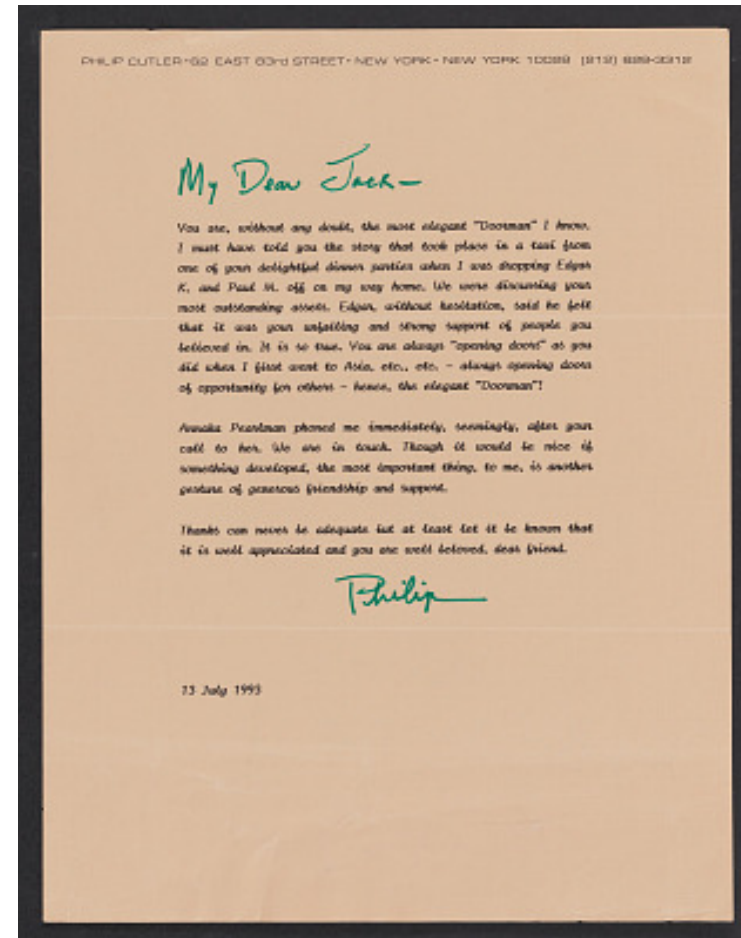 PHILIP CUTLER • 62 EAST 83rd STREET • NEW YORK • NEW YORK 10028 (212)
My Dear Jack—
You are, without any doubt, the most elegant "Doorman" I know.
I must have told you the story that took place in a taxi from
one of your delightful dinner parties when I was dropping Edgar
K. and Paul M. off on my way home. We were discussing your
most outstanding assets. Edgar, without hesitation, said he felt
that it was your unfailing and strong support of people you
believed in. It is so true. You are always "opening doors" as you
did when I first went to Asia, etc., etc. - always opening doors
of opportunity for others - hence, the elegant "Doorman"!
Pearlman phoned me immediately, seemingly, after your
call to her. We are in touch. Though it would be nice if
something developed, the most important thing, to me, is another
gesture of generous friendship and support.
Thanks can never be adequate but at least let it be known that
it is well appreciated and you are well beloved, dear friend.
Philip
13 July 1993